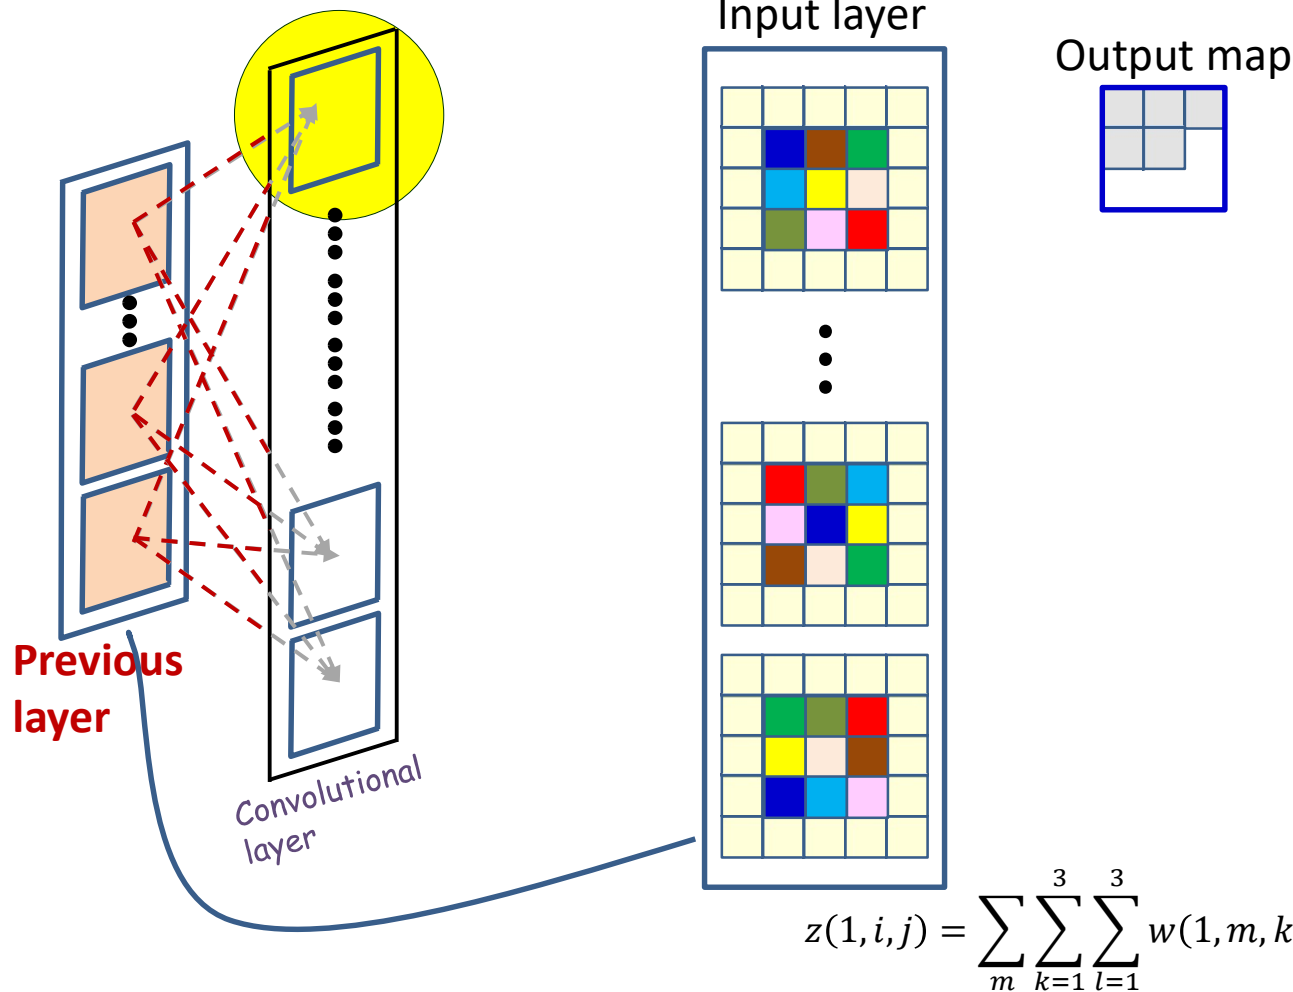 Input layer
Output map
Previous
layer
Convolutional
layer
z(1, i, j) = ∑_m ∑_{k=1}^{3} ∑_{l=1}^{3} w(1, m, k